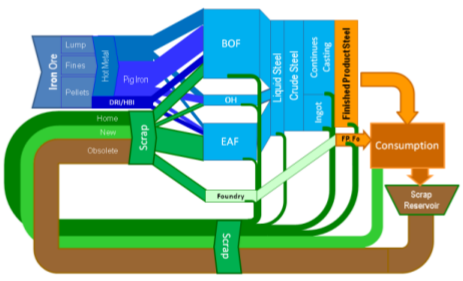 Iron Ore
Lump
Fines
Pellets
Hot Metal
Pig Iron
DRI/HBI
Home
New
Obsolete
Scrap
BOF
OH
EAF
Foundry
Liquid Steel
Crude Steel
Continues
Casting
Ingot
Finished Product Steel
FP Fe
Consumption
Scrap
Reservoir
Scrap